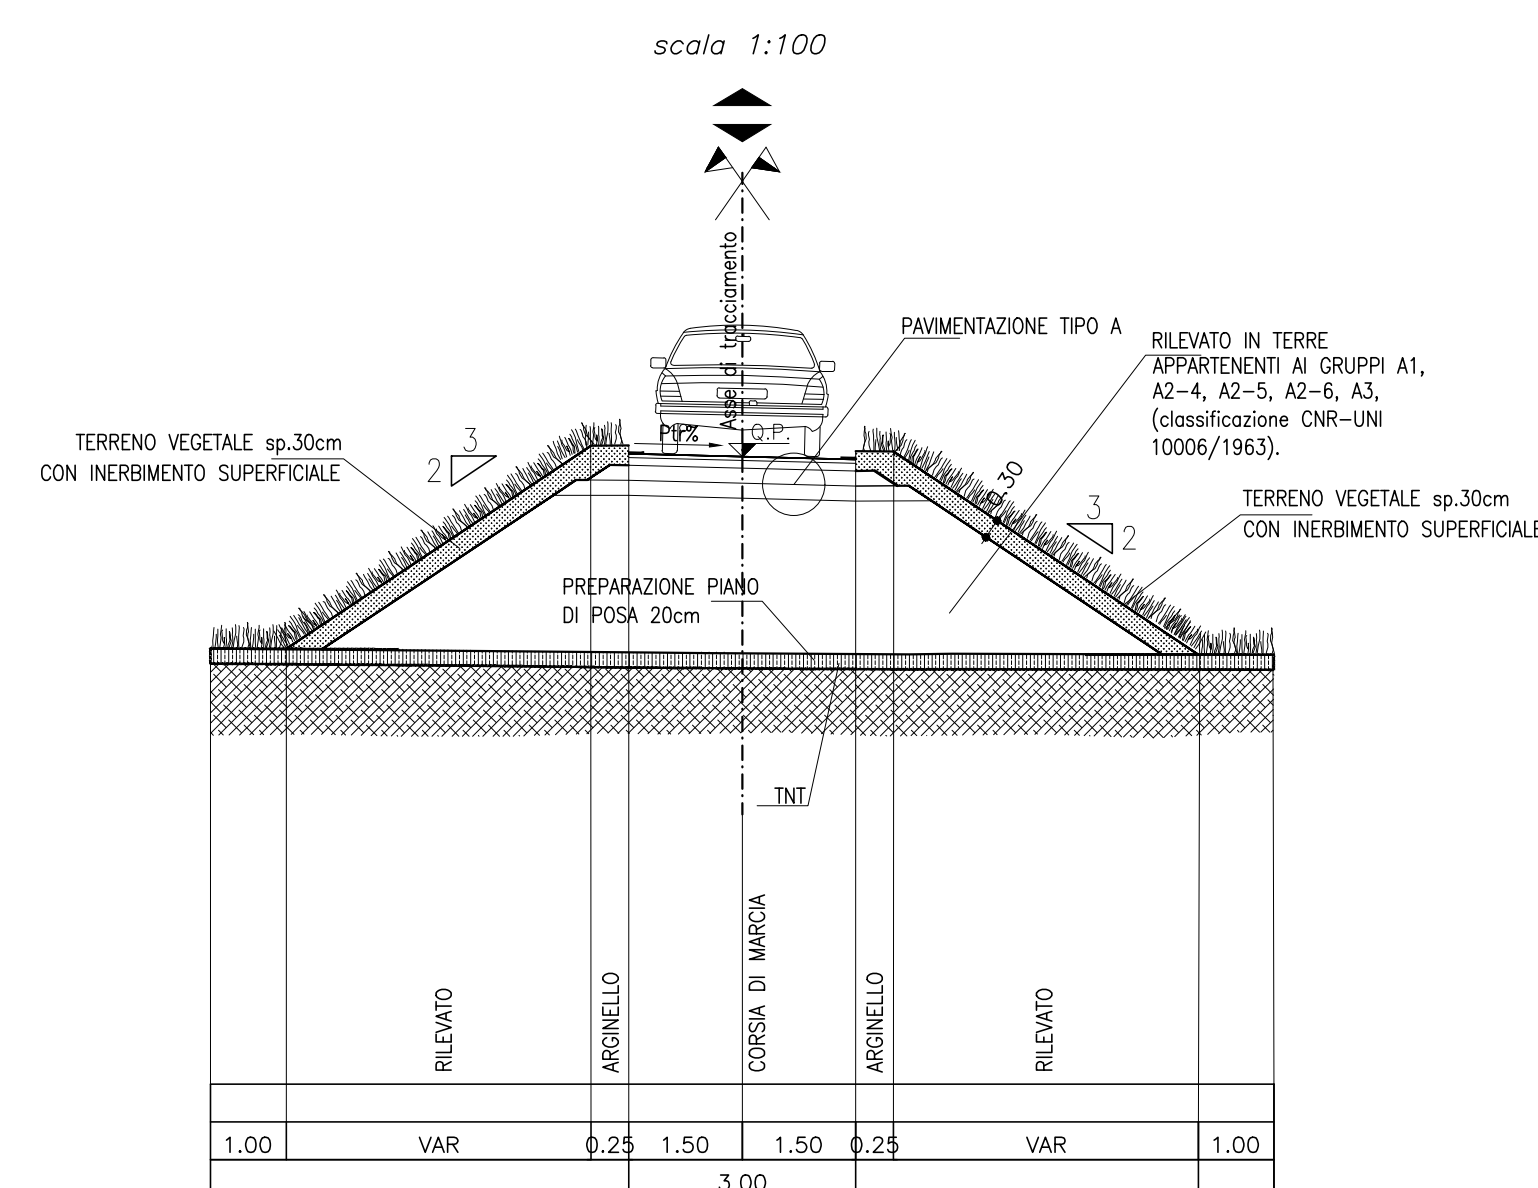 scala 1:100
Asse di tracciamento
PAVIMENTAZIONE TIPO A
RILEVATO IN TERRE
APPARTENENTI AI GRUPPI A1,
A2-4, A2-5, A2-6, A3,
(classificazione CNR-UNI
10006/1963).
TERRENO VEGETALE sp.30cm
CON INERBIMENTO SUPERFICIALE
3
2
Ptr%
Q.P.
0.30
3
2
TERRENO VEGETALE sp.30cm
CON INERBIMENTO SUPERFICIALE
PREPARAZIONE PIANO
DI POSA 20cm
TNT
RILEVATO
ARGINELLO
CORSIA DI MARCIA
ARGINELLO
RILEVATO
1.00 VAR 0.25 1.50 1.50 0.25 VAR 1.00
3.00